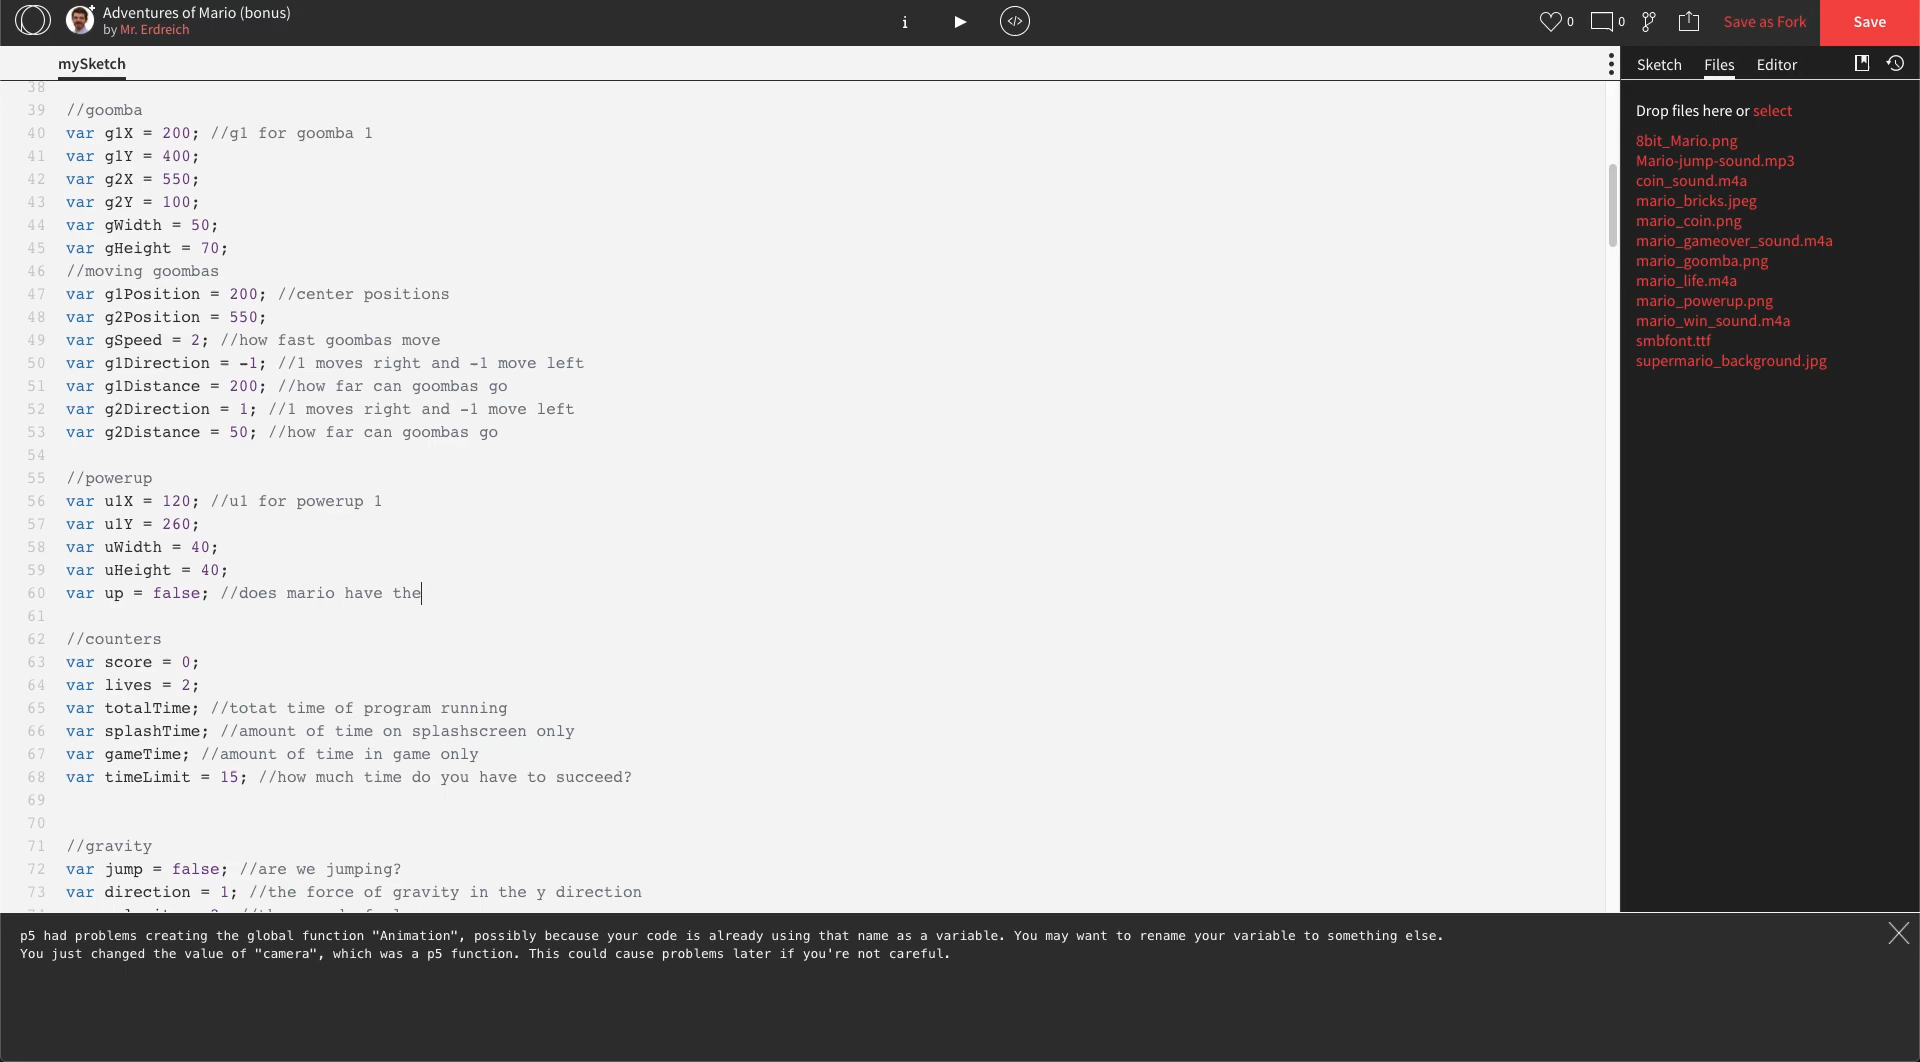 Adventures of Mario (bonus)
by Mr. Erdreich
0
0
Save as Fork
Save
mySketch
Sketch
Files
Editor
38
39 //goomba
40 var g1X = 200; //g1 for goomba 1
41 var g1Y = 400;
42 var g2X = 550;
43 var g2Y = 100;
44 var gWidth = 50;
45 var gHeight = 70;
46 //moving goombas
47 var g1Position = 200; //center positions
48 var g2Position = 550;
49 var gSpeed = 2; //how fast goombas move
50 var g1Direction = -1; //1 moves right and -1 move left
51 var g1Distance = 200; //how far can goombas go
52 var g2Direction = 1; //1 moves right and -1 move left
53 var g2Distance = 50; //how far can goombas go
54
55 //powerup
56 var u1X = 120; //u1 for powerup 1
57 var u1Y = 260;
58 var uWidth = 40;
59 var uHeight = 40;
60 var up = false; //does mario have the
61
62 //counters
63 var score = 0;
64 var lives = 2;
65 var totalTime; //totat time of program running
66 var splashTime; //amount of time on splashscreen only
67 var gameTime; //amount of time in game only
68 var timeLimit = 15; //how much time do you have to succeed?
69
70
71 //gravity
72 var jump = false; //are we jumping?
73 var direction = 1; //the force of gravity in the y direction
Drop files here or select
8bit_Mario.png
Mario-jump-sound.mp3
coin_sound.m4a
mario_bricks.jpeg
mario_coin.png
mario_gameover_sound.m4a
mario_goomba.png
mario_life.m4a
mario_powerup.png
mario_win_sound.m4a
smbfont.ttf
supermario_background.jpg
p5 had problems creating the global function "Animation", possibly because your code is already using that name as a variable. You may want to rename your variable to something else.
You just changed the value of "camera", which was a p5 function. This could cause problems later if you're not careful.